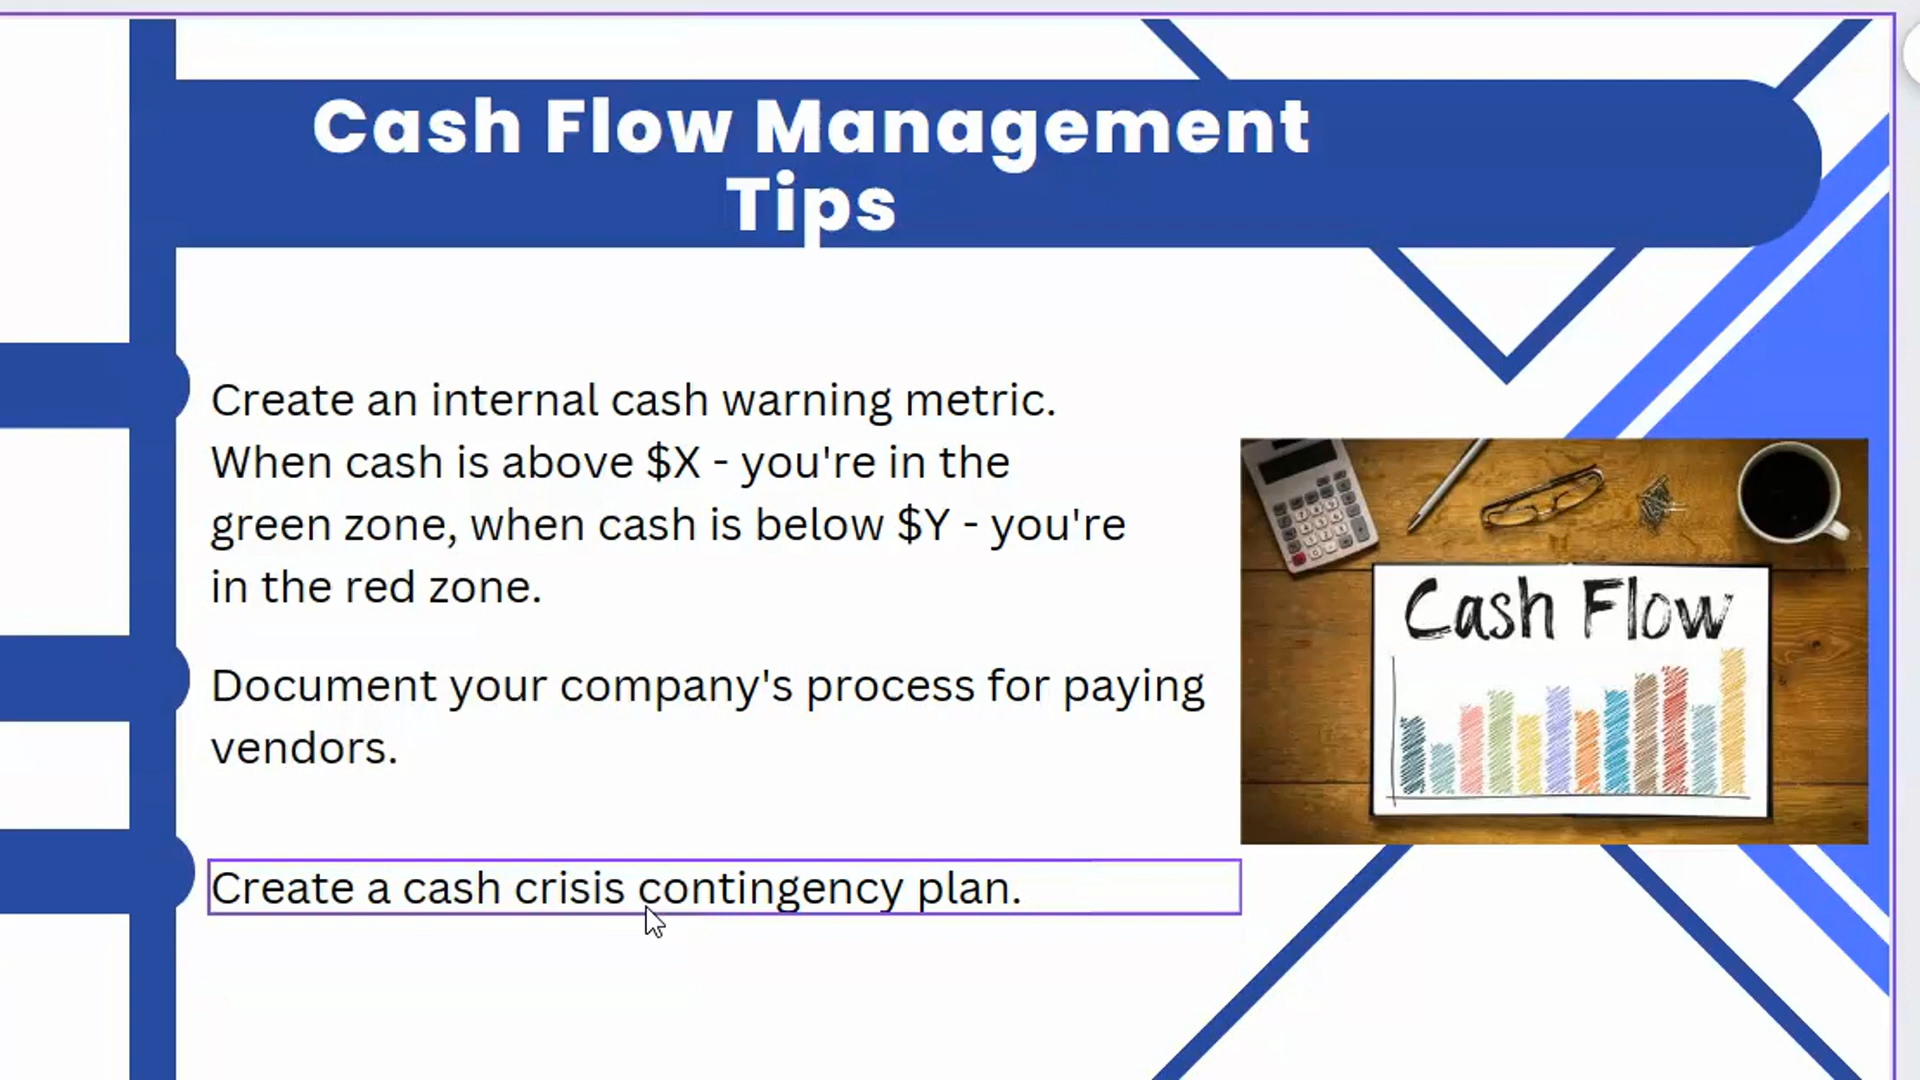 Cash Flow Management
Tips
Create an internal cash warning metric.
When cash is above $X - you're in the
green zone, when cash is below $Y - you're
in the red zone.
Document your company's process for paying
vendors.
Create a cash crisis contingency plan.
Cash Flow